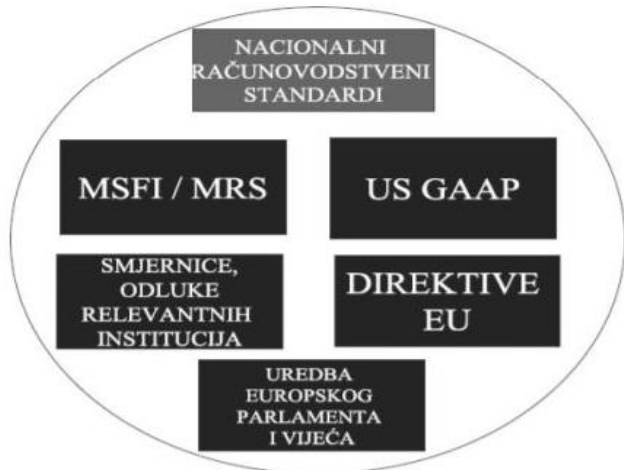 NACIONALNI
RAČUNOVODSTVENI
STANDARDI
MSFI / MRS
US GAAP
SMJERNICE,
ODLUKE
RELEVANTNIH
INSTITUCIJA
DIREKTIVE
EU
UREDBA
EUROPSKOG
PARLAMENTA
I VIJEĆA